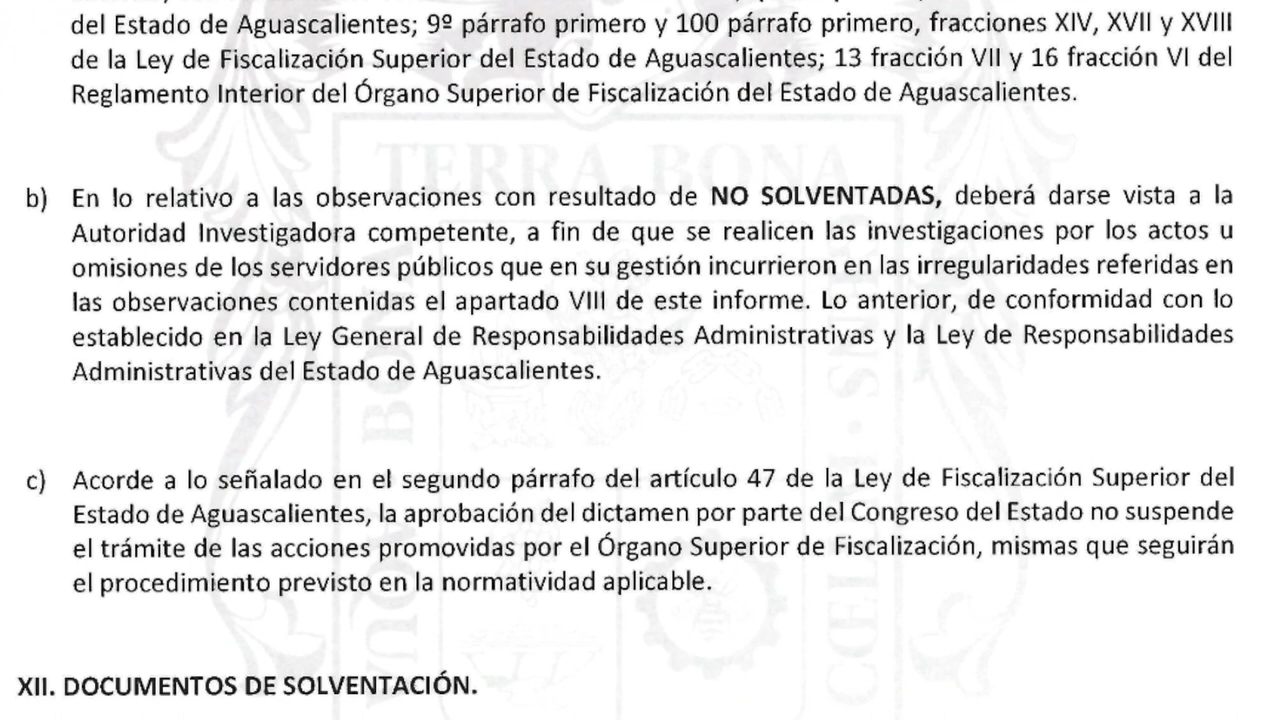 del Estado de Aguascalientes; 9º párrafo primero y 100 párrafo primero, fracciones XIV, XVII y XVIII
de la Ley de Fiscalización Superior del Estado de Aguascalientes; 13 fracción VII y 16 fracción VI del
Reglamento Interior del Órgano Superior de Fiscalización del Estado de Aguascalientes.
TERRA BONA
b) En lo relativo a las observaciones con resultado de NO SOLVENTADAS, deberá darse vista a la
Autoridad Investigadora competente, a fin de que se realicen las investigaciones por los actos u
omisiones de los servidores públicos que en su gestión incurrieron en las irregularidades referidas en
las observaciones contenidas el apartado VIII de este informe. Lo anterior, de conformidad con lo
establecido en la Ley General de Responsabilidades Administrativas y la Ley de Responsabilidades
Administrativas del Estado de Aguascalientes.
c) Acorde a lo señalado en el segundo párrafo del artículo 47 de la Ley de Fiscalización Superior del
Estado de Aguascalientes, la aprobación del dictamen por parte del Congreso del Estado no suspende
el trámite de las acciones promovidas por el Órgano Superior de Fiscalización, mismas que seguirán
el procedimiento previsto en la normatividad aplicable.
XII. DOCUMENTOS DE SOLVENTACIÓN.